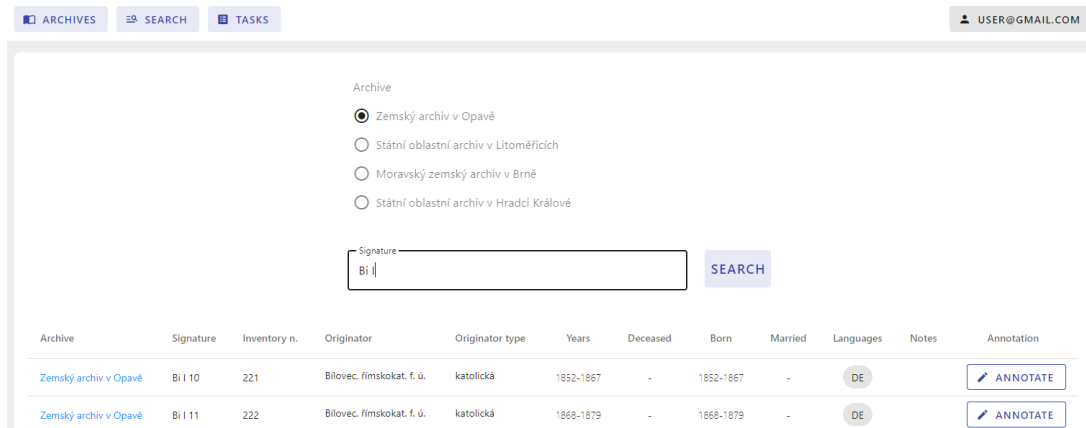 ARCHIVES SEARCH TASKS USER@GMAIL.COM
Archive
Zemský archiv v Opavě
Státní oblastní archiv v Litoměřicích
Moravský zemský archiv v Brně
Státní oblastní archiv v Hradci Králové
Signature
Bi I SEARCH
Archive Signature Inventory n. Originator Originator type Years Deceased Born Married Languages Notes Annotation
Zemský archiv v Opavě Bi I 10 221 Bílovec, římskokat. f. ú. katolická 1852-1867 - 1852-1867 - DE ANNOTATE
Zemský archiv v Opavě Bi I 11 222 Bílovec, římskokat. f. ú. katolická 1868-1879 - 1868-1879 - DE ANNOTATE